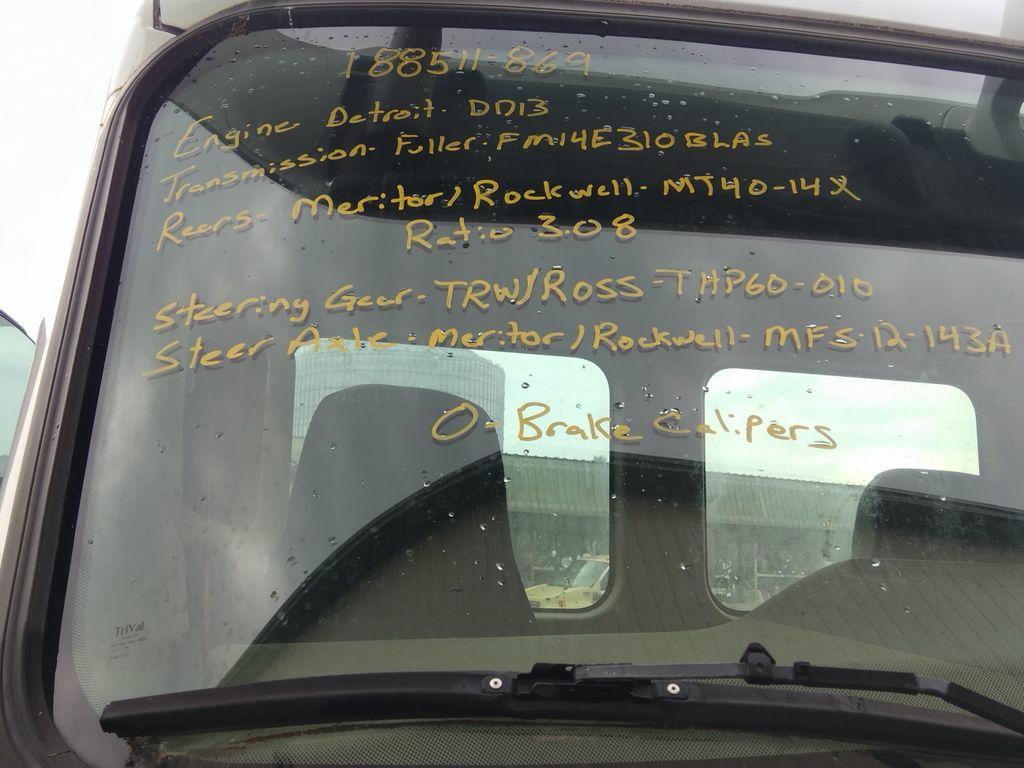 188511-869
Engine Detroit DD13
Transmission- Fuller-FM14E310BLAS
Rears- Meritor/Rockwell- MT40-14X
Ratio 3.08
Steering Gear- TRW/ROSS-THP60-010
Steer Axle-Meritor/Rockwell-MFS-12-143A
0- Brake Calipers
TriVal